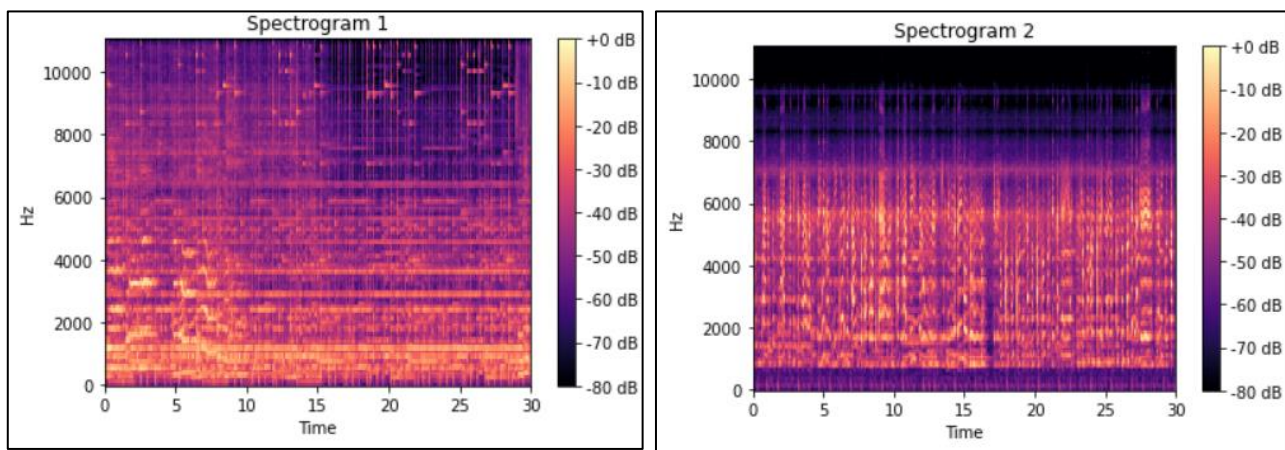 Spectrogram 1
10000
8000
6000
4000
2000
0
Hz
0
5
10
15
20
25
30
Time
+0 dB
-10 dB
-20 dB
-30 dB
-40 dB
-50 dB
-60 dB
-70 dB
-80 dB
Spectrogram 2
10000
8000
6000
4000
2000
0
Hz
0
5
10
15
20
25
30
Time
+0 dB
-10 dB
-20 dB
-30 dB
-40 dB
-50 dB
-60 dB
-70 dB
-80 dB